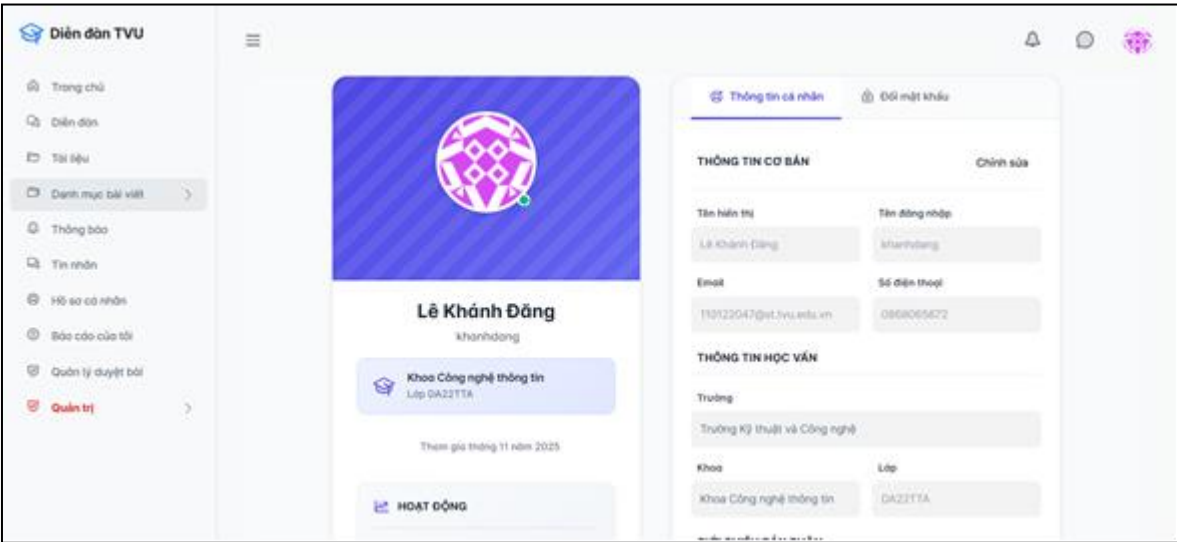 Diễn đàn TVU
Trang chủ
Diễn đàn
Tài liệu
Danh mục bài viết
Thông báo
Tin nhắn
Hồ sơ cá nhân
Báo cáo của tôi
Quản lý duyệt bài
Quản trị
Lê Khánh Đăng
khanhdang
Khoa Công nghệ thông tin
Lớp DA22TTA
Tham gia tháng 11 năm 2025
HOẠT ĐỘNG
Thông tin cá nhân
Đổi mật khẩu
THÔNG TIN CƠ BẢN
Chỉnh sửa
Tên hiển thị
Tên đăng nhập
Lê Khánh Đăng
khanhdang
Email
Số điện thoại
110122047@st.tvu.edu.vn
0868065672
THÔNG TIN HỌC VẤN
Trường
Trường Kỹ thuật và Công nghệ
Khoa
Lớp
Khoa Công nghệ thông tin
DA22TTA